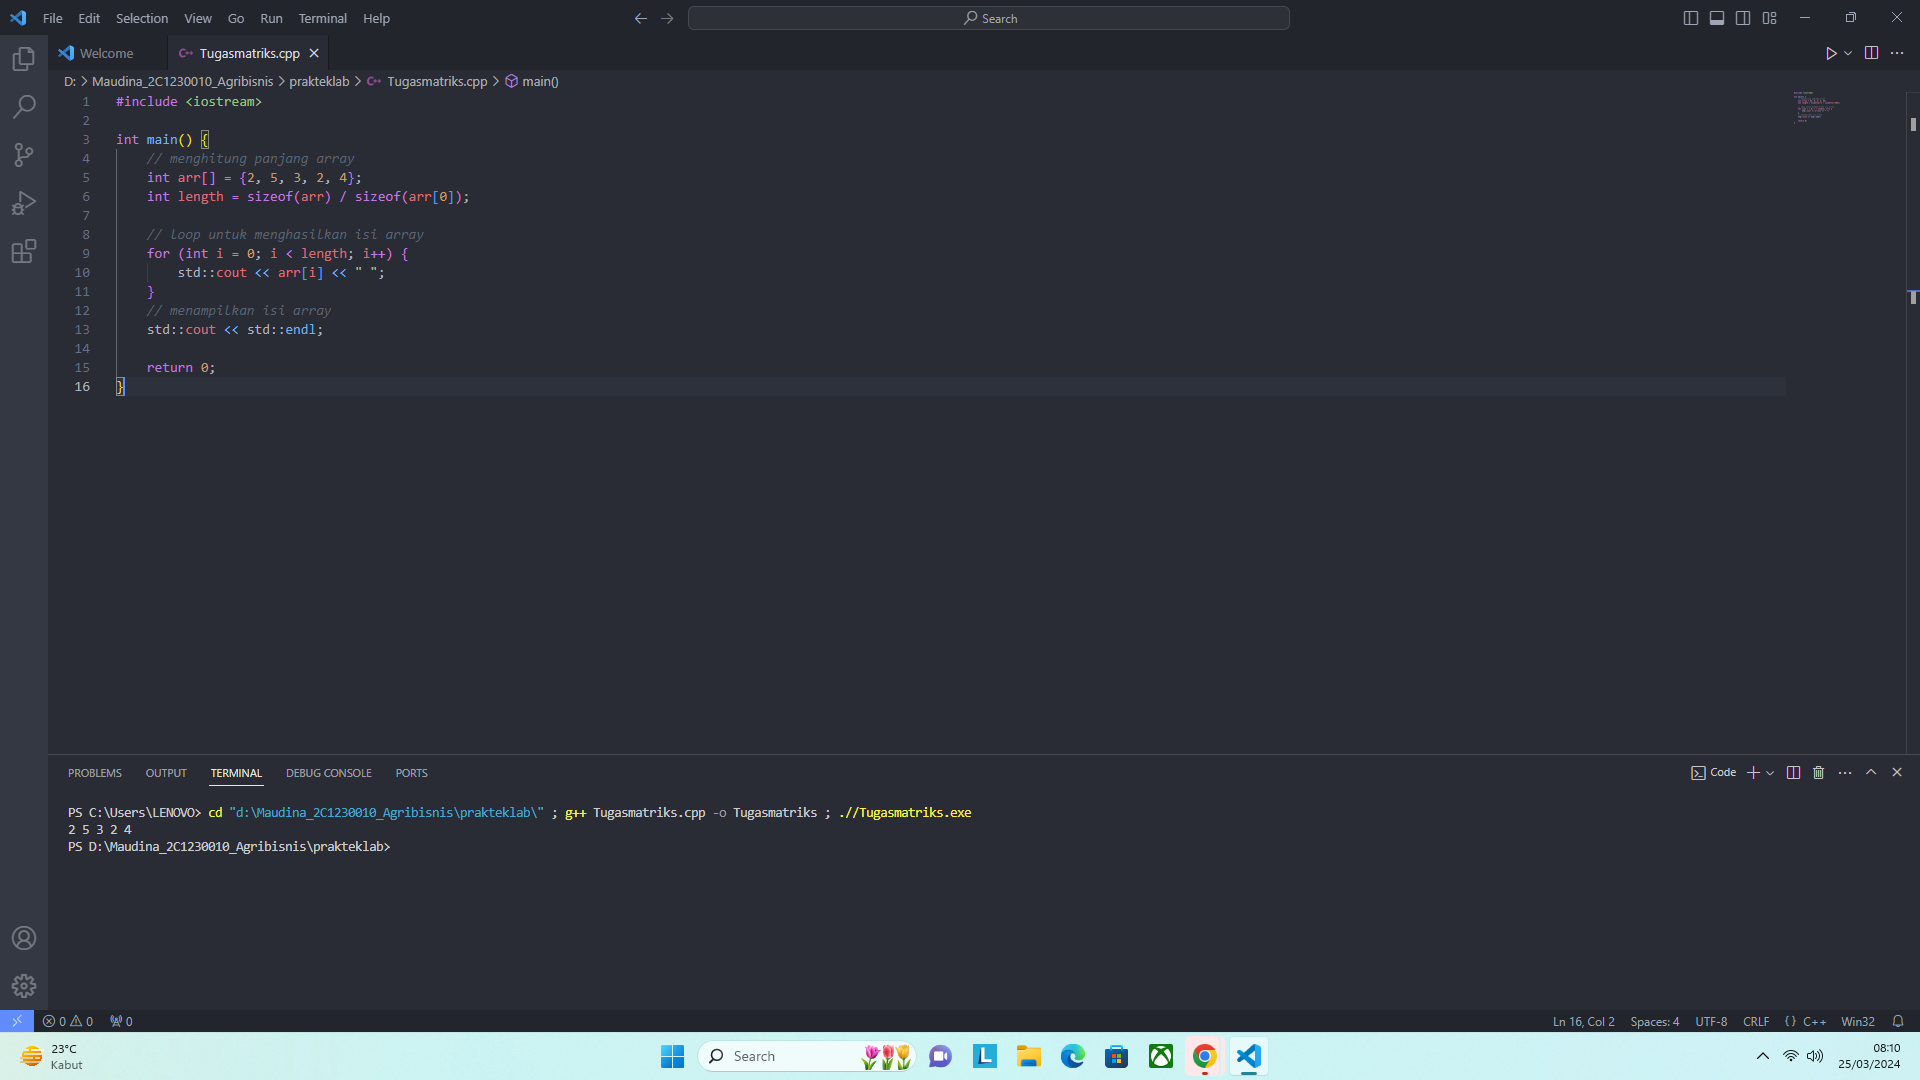 File Edit Selection View Go Run Terminal Help
Search
Welcome
Tugasmatriks.cpp
D: > Maudina_2C1230010_Agribisnis > prakteklab > Tugasmatriks.cpp > main()
1 #include <iostream>
2
3 int main() {
4     // menghitung panjang array
5     int arr[] = {2, 5, 3, 2, 4};
6     int length = sizeof(arr) / sizeof(arr[0]);
7
8     // loop untuk menghasilkan isi array
9     for (int i = 0; i < length; i++) {
10         std::cout << arr[i] << " ";
11     }
12     // menampilkan isi array
13     std::cout << std::endl;
14
15     return 0;
16 }
PROBLEMS OUTPUT TERMINAL DEBUG CONSOLE PORTS
Code
PS C:\Users\LENOVO> cd "d:\Maudina_2C1230010_Agribisnis\prakteklab\" ; g++ Tugasmatriks.cpp -o Tugasmatriks ; .//Tugasmatriks.exe
2 5 3 2 4
PS D:\Maudina_2C1230010_Agribisnis\prakteklab>
0 0 0
Ln 16, Col 2 Spaces: 4 UTF-8 CRLF {} C++ Win32
23°C
Kabut
Search
L
08:10
25/03/2024